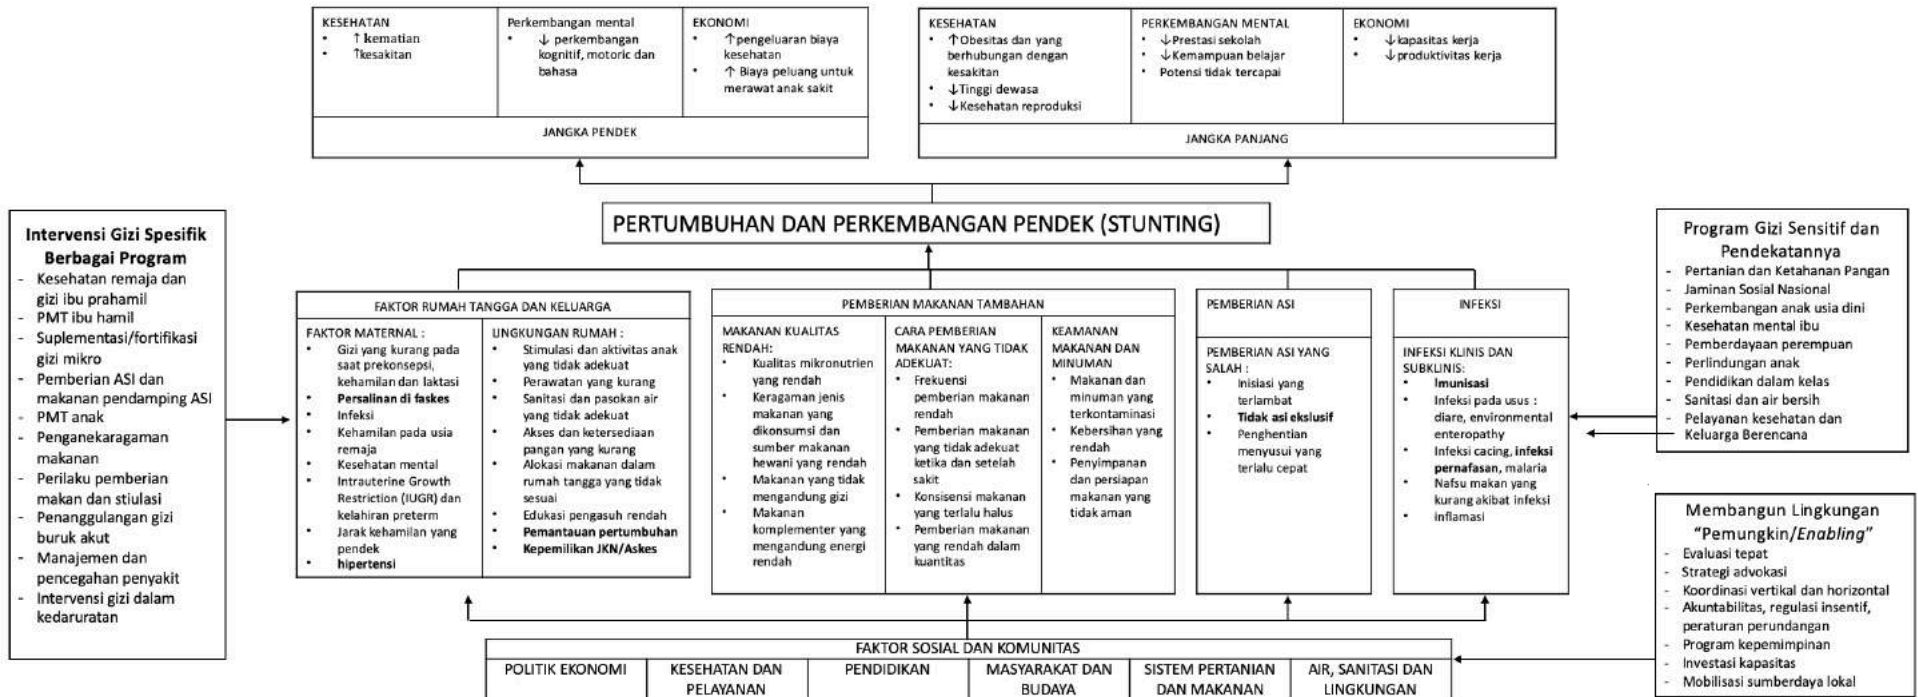 KESEHATAN
• ↑ kematian
• ↑kesakitan
Perkembangan mental
• ↓ perkembangan
kognitif, motoric dan
bahasa
EKONOMI
• ↑pengeluaran biaya
kesehatan
• ↑ Biaya peluang untuk
merawat anak sakit
JANGKA PENDEK
KESEHATAN
• ↑Obesitas dan yang
berhubungan dengan
kesakitan
• ↓Tinggi dewasa
• ↓Kesehatan reproduksi
PERKEMBANGAN MENTAL
• ↓Prestasi sekolah
• ↓Kemampuan belajar
• Potensi tidak tercapai
EKONOMI
• ↓kapasitas kerja
• ↓produktivitas kerja
JANGKA PANJANG
PERTUMBUHAN DAN PERKEMBANGAN PENDEK (STUNTING)
Intervensi Gizi Spesifik
Berbagai Program
- Kesehatan remaja dan
gizi ibu prahamil
- PMT ibu hamil
- Suplementasi/fortifikasi
gizi mikro
- Pemberian ASI dan
makanan pendamping ASI
- PMT anak
- Penganekaragaman
makanan
- Perilaku pemberian
makan dan stiulasi
- Penanggulangan gizi
buruk akut
- Manajemen dan
pencegahan penyakit
- Intervensi gizi dalam
kedaruratan
FAKTOR RUMAH TANGGA DAN KELUARGA
FAKTOR MATERNAL :
• Gizi yang kurang pada
saat prekonsepsi,
kehamilan dan laktasi
• Persalinan di faskes
• Infeksi
• Kehamilan pada usia
remaja
• Kesehatan mental
• Intrauterine Growth
Restriction (IUGR) dan
kelahiran preterm
• Jarak kehamilan yang
pendek
• hipertensi
LINGKUNGAN RUMAH :
• Stimulasi dan aktivitas anak
yang tidak adekuat
• Perawatan yang kurang
• Sanitasi dan pasokan air
yang tidak adekuat
• Akses dan ketersediaan
pangan yang kurang
• Alokasi makanan dalam
rumah tangga yang tidak
sesuai
• Edukasi pengasuh rendah
• Pemantauan pertumbuhan
• Kepemilikan JKN/Askes
PEMBERIAN MAKANAN TAMBAHAN
MAKANAN KUALITAS
RENDAH:
• Kualitas mikronutrien
yang rendah
• Keragaman jenis
makanan yang
dikonsumsi dan
sumber makanan
hewani yang rendah
• Makanan yang tidak
mengandung gizi
• Makanan
komplementer yang
mengandung energi
rendah
CARA PEMBERIAN
MAKANAN YANG TIDAK
ADEKUAT:
• Frekuensi
pemberian makanan
rendah
• Pemberian makanan
yang tidak adekuat
ketika dan setelah
sakit
• Konsisensi makanan
yang terlalu halus
• Pemberian makanan
yang rendah dalam
kuantitas
KEAMANAN
MAKANAN DAN
MINUMAN
• Makanan dan
minuman yang
terkontaminasi
• Kebersihan yang
rendah
• Penyimpanan
dan persiapan
makanan yang
tidak aman
PEMBERIAN ASI
PEMBERIAN ASI YANG
SALAH :
• Inisiasi yang
terlambat
• Tidak asi ekslusif
• Penghentian
menyusui yang
terlalu cepat
INFEKSI
INFEKSI KLINIS DAN
SUBKLINIS:
• Imunisasi
• Infeksi pada usus :
diare, environmental
enteropathy
• Infeksi cacing, infeksi
pernafasan, malaria
• Nafsu makan yang
kurang akibat infeksi
• inflamasi
Program Gizi Sensitif dan
Pendekatannya
- Pertanian dan Ketahanan Pangan
- Jaminan Sosial Nasional
- Perkembangan anak usia dini
- Kesehatan mental ibu
- Pemberdayaan perempuan
- Perlindungan anak
- Pendidikan dalam kelas
- Sanitasi dan air bersih
- Pelayanan kesehatan dan
Keluarga Berencana
Membangun Lingkungan
"Pemungkin/Enabling"
- Evaluasi tepat
- Strategi advokasi
- Koordinasi vertikal dan horizontal
- Akuntabilitas, regulasi insentif,
peraturan perundangan
- Program kepemimpinan
- Investasi kapasitas
- Mobilisasi sumberdaya lokal
FAKTOR SOSIAL DAN KOMUNITAS
POLITIK EKONOMI
KESEHATAN DAN
PELAYANAN
PENDIDIKAN
MASYARAKAT DAN
BUDAYA
SISTEM PERTANIAN
DAN MAKANAN
AIR, SANITASI DAN
LINGKUNGAN